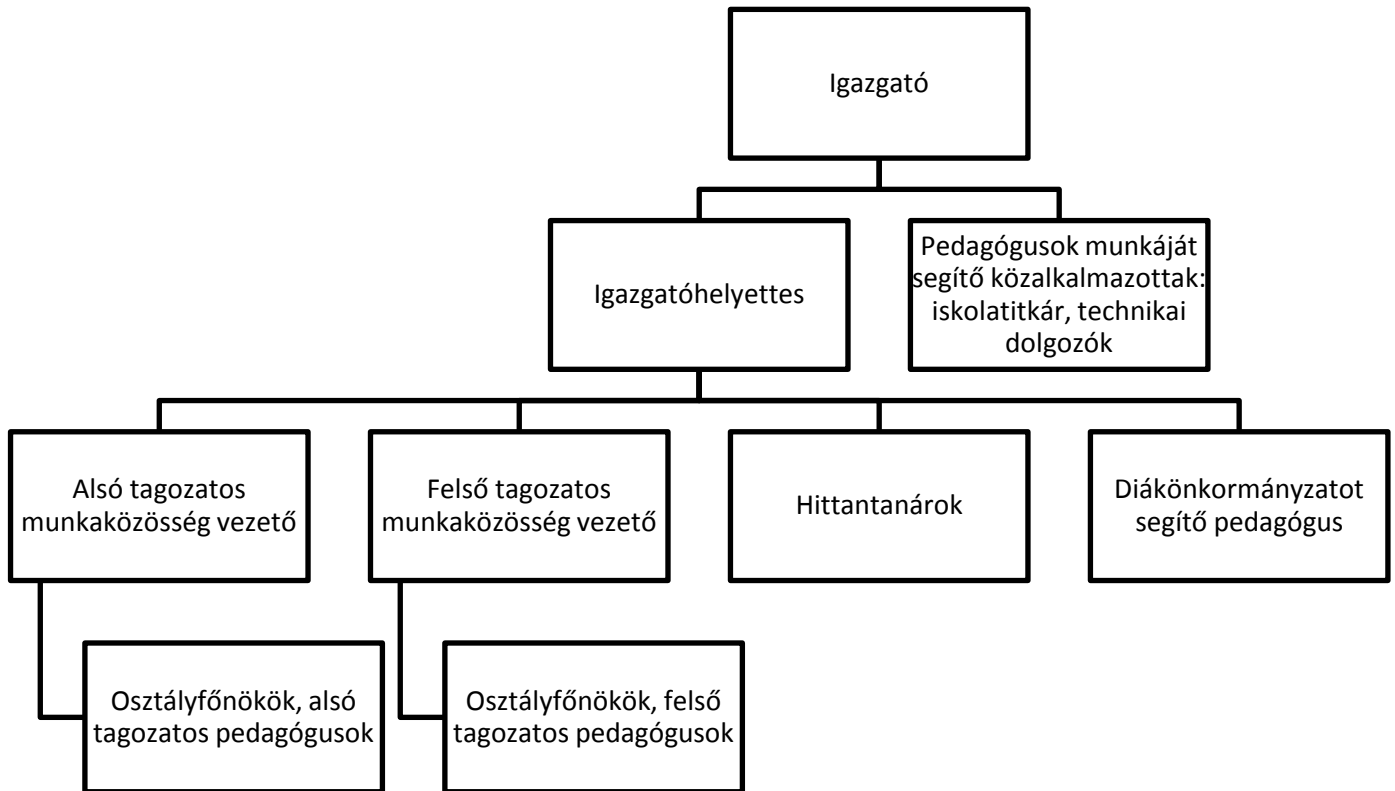 Igazgató
Igazgatóhelyettes
Pedagógusok munkáját
segítő közalkalmazottak:
iskolatitkár, technikai
dolgozók
Alsó tagozatos
munkaközösség vezető
Felső tagozatos
munkaközösség vezető
Hittantanárok
Diákönkormányzatot
segítő pedagógus
Osztályfőnökök, alsó
tagozatos pedagógusok
Osztályfőnökök, felső
tagozatos pedagógusok